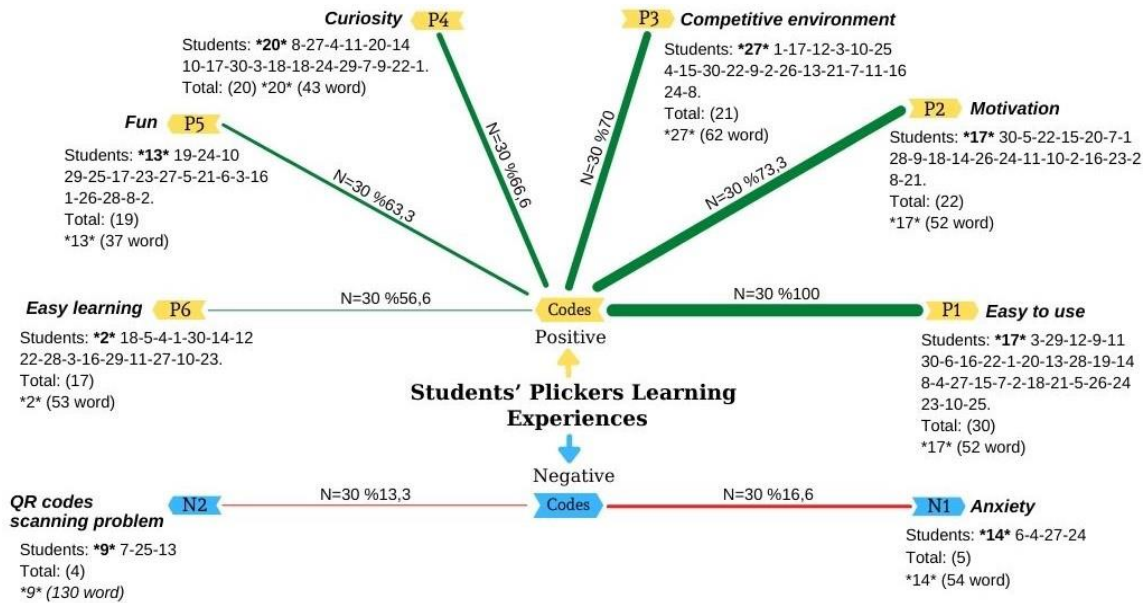 Curiosity P4
Students: *20* 8-27-4-11-20-14
10-17-30-3-18-18-24-29-7-9-22-1.
Total: (20) *20* (43 word)
N=30 %66,6
P3 Competitive environment
Students: *27* 1-17-12-3-10-25
4-15-30-22-9-2-26-13-21-7-11-16
24-8.
Total: (21)
*27* (62 word)
N=30 %70
Fun P5
Students: *13* 19-24-10
29-25-17-23-27-5-21-6-3-16
1-26-28-8-2.
Total: (19)
*13* (37 word)
N=30 %63,3
P2 Motivation
Students: *17* 30-5-22-15-20-7-1
28-9-18-14-26-24-11-10-2-16-23-2
8-21.
Total: (22)
*17* (52 word)
N=30 %73,3
Easy learning P6
Students: *2* 18-5-4-1-30-14-12
22-28-3-16-29-11-27-10-23.
Total: (17)
*2* (53 word)
N=30 %56,6
Codes
Positive
N=30 %100
P1 Easy to use
Students: *17* 3-29-12-9-11
30-6-16-22-1-20-13-28-19-14
8-4-27-15-7-2-18-21-5-26-24
23-10-25.
Total: (30)
*17* (52 word)
Students’ Plickers Learning
Experiences
Negative
Codes
QR codes
scanning problem
N2
Students: *9* 7-25-13
Total: (4)
*9* (130 word)
N=30 %13,3
N=30 %16,6
N1 Anxiety
Students: *14* 6-4-27-24
Total: (5)
*14* (54 word)